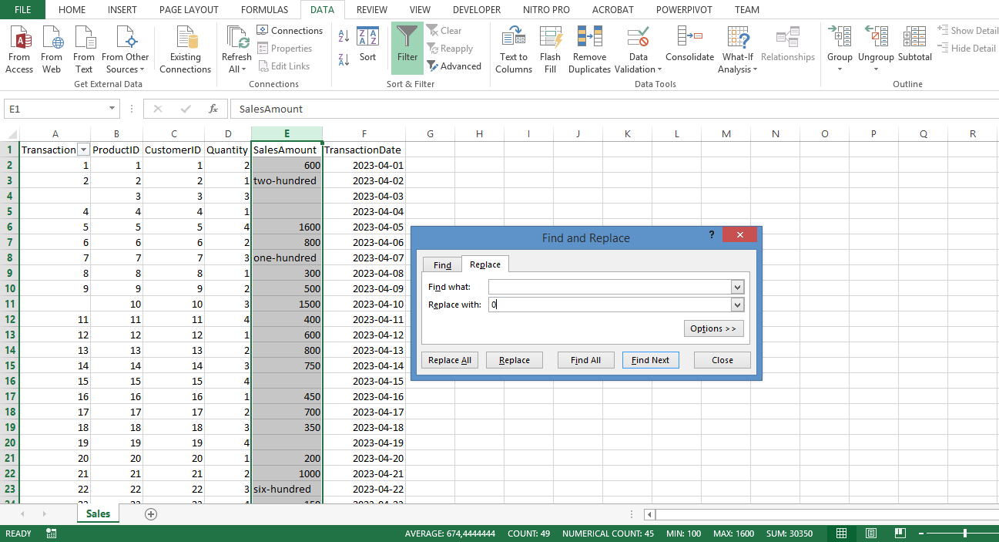 FILE HOME INSERT PAGE LAYOUT FORMULAS DATA REVIEW VIEW DEVELOPER NITRO PRO ACROBAT POWERPIVOT TEAM
From Access
From Web
From Text
From Other Sources
Existing Connections
Get External Data
Refresh All
Connections
Properties
Edit Links
Connections
Sort
Filter
Clear
Reapply
Advanced
Sort & Filter
Text to Columns
Flash Fill
Remove Duplicates
Data Validation
Consolidate
What-If Analysis
Relationships
Data Tools
Group
Ungroup
Subtotal
Show Detail
Hide Detail
Outline
E1 fx SalesAmount
A B C D E F G H I J K L M N O P Q R
1 Transaction ProductID CustomerID Quantity SalesAmount TransactionDate
2 1 1 1 2 600 2023-04-01
3 2 2 2 1 two-hundred 2023-04-02
4 3 3 3 2023-04-03
5 4 4 4 1 2023-04-04
6 5 5 5 4 1600 2023-04-05
7 6 6 6 2 800 2023-04-06
8 7 7 7 3 one-hundred 2023-04-07
9 8 8 8 1 300 2023-04-08
10 9 9 9 2 500 2023-04-09
11 10 10 3 1500 2023-04-10
12 11 11 11 4 400 2023-04-11
13 12 12 12 1 600 2023-04-12
14 13 13 13 2 800 2023-04-13
15 14 14 14 3 750 2023-04-14
16 15 15 15 4 2023-04-15
17 16 16 16 1 450 2023-04-16
18 17 17 17 2 700 2023-04-17
19 18 18 18 3 350 2023-04-18
20 19 19 19 4 2023-04-19
21 20 20 20 1 200 2023-04-20
22 21 21 21 2 1000 2023-04-21
23 22 22 22 3 six-hundred 2023-04-22
Find and Replace ?
Find Replace
Find what:
Replace with: 0
Options >>
Replace All Replace Find All Find Next Close
Sales
READY AVERAGE: 674,4444444 COUNT: 49 NUMERICAL COUNT: 45 MIN: 100 MAX: 1600 SUM: 30350